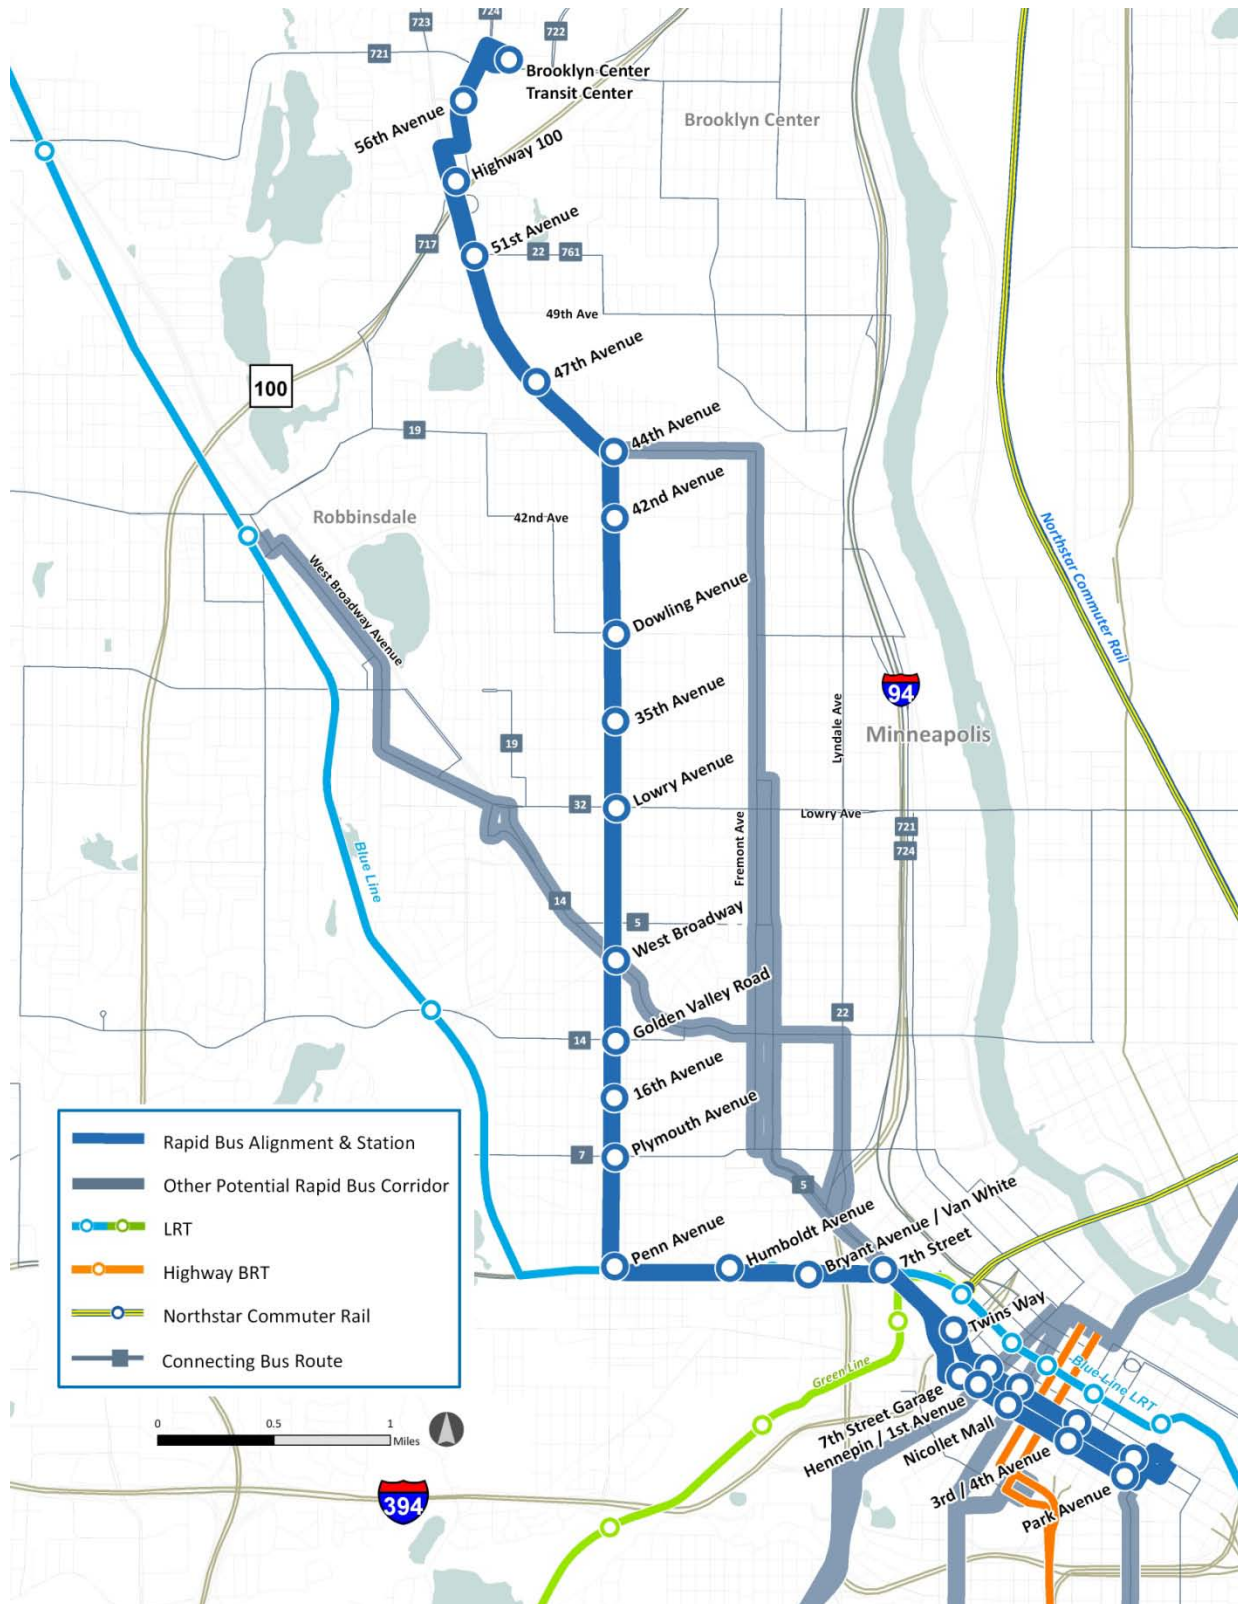 724
723
722
721
Brooklyn Center
Transit Center
Brooklyn Center
56th Avenue
Highway 100
51st Avenue
717
22
761
49th Ave
47th Avenue
100
19
44th Avenue
42nd Avenue
Robbinsdale
42nd Ave
West Broadway Avenue
Northstar Commuter Rail
Dowling Avenue
94
35th Avenue
Lyndale Ave
Minneapolis
19
Lowry Avenue
32
Lowry Ave
721
724
Fremont Ave
Blue Line
14
5
West Broadway
Golden Valley Road
22
14
16th Avenue
Plymouth Avenue
7
5
Rapid Bus Alignment & Station
Other Potential Rapid Bus Corridor
LRT
Highway BRT
Northstar Commuter Rail
Connecting Bus Route
Penn Avenue
Humboldt Avenue
Bryant Avenue / Van White
7th Street
Twins Way
Green Line
Blue Line LRT
7th Street Garage
Hennepin / 1st Avenue
Nicollet Mall
3rd / 4th Avenue
Park Avenue
0
0.5
1
Miles
394